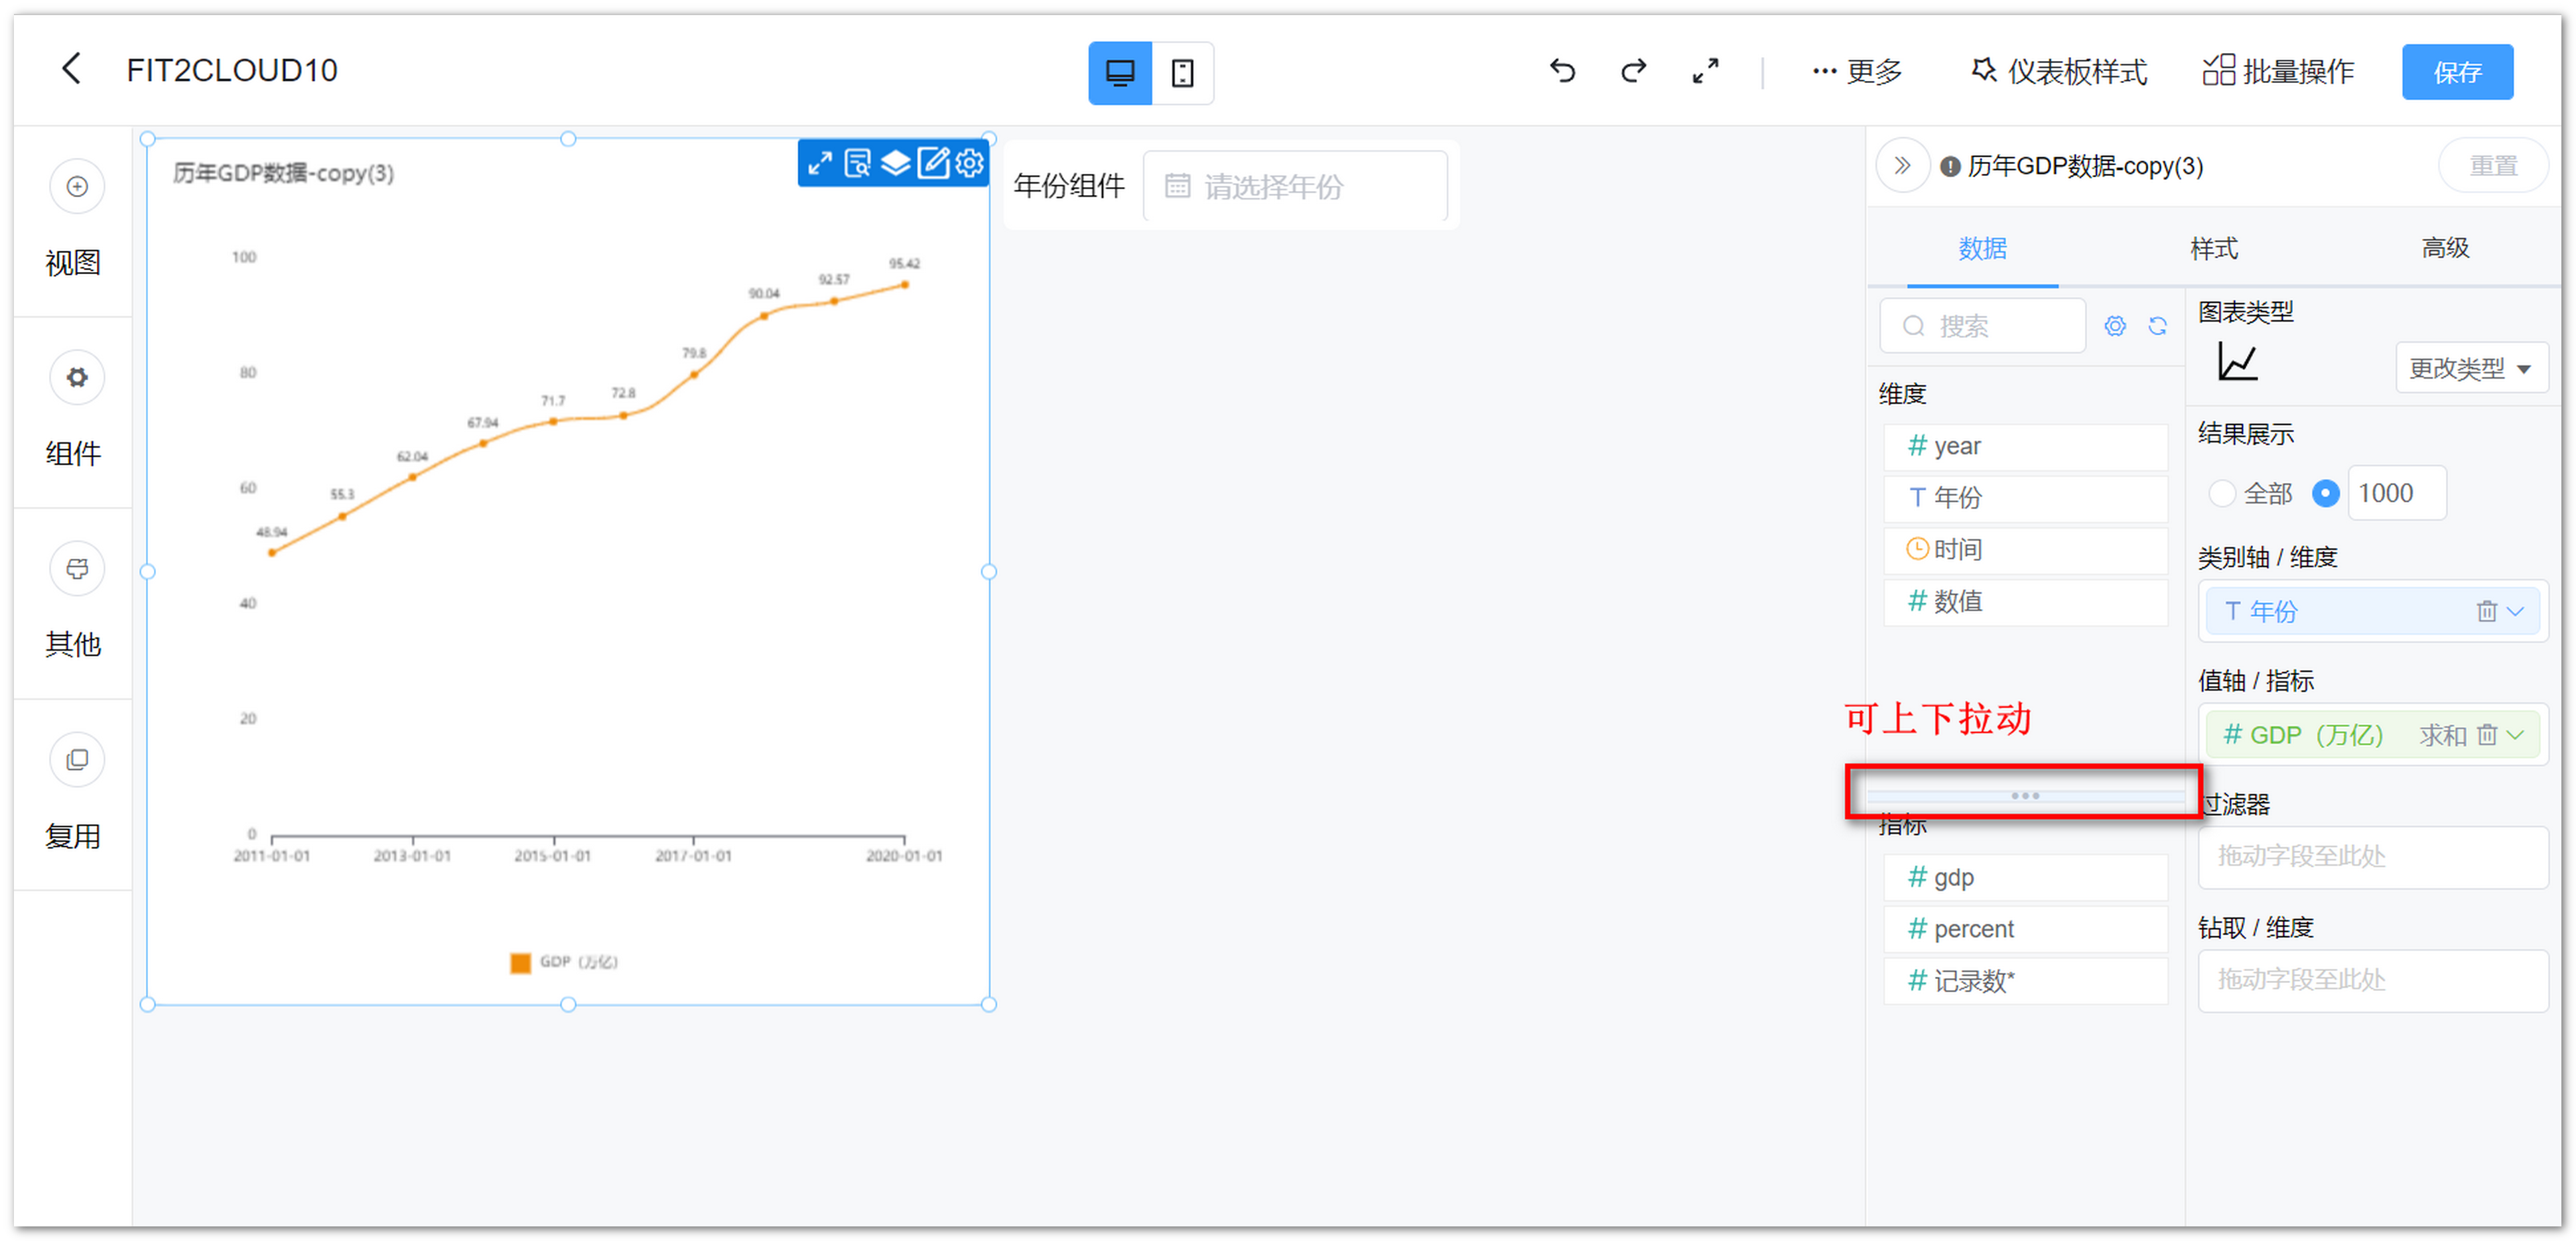 FIT2CLOUD10
更多
仪表板样式
批量操作
保存
视图
组件
其他
复用
历年GDP数据-copy(3)
100
80
60
40
20
0
48.94
55.3
62.04
67.94
71.7
72.8
79.8
90.04
92.57
95.42
2011-01-01
2013-01-01
2015-01-01
2017-01-01
2020-01-01
GDP（万亿）
年份组件
请选择年份
历年GDP数据-copy(3)
重置
数据
样式
高级
搜索
维度
# year
T 年份
时间
# 数值
可上下拉动
指标
# gdp
# percent
# 记录数*
图表类型
更改类型
结果展示
全部
1000
类别轴 / 维度
T 年份
值轴 / 指标
# GDP（万亿） 求和
过滤器
拖动字段至此处
钻取 / 维度
拖动字段至此处